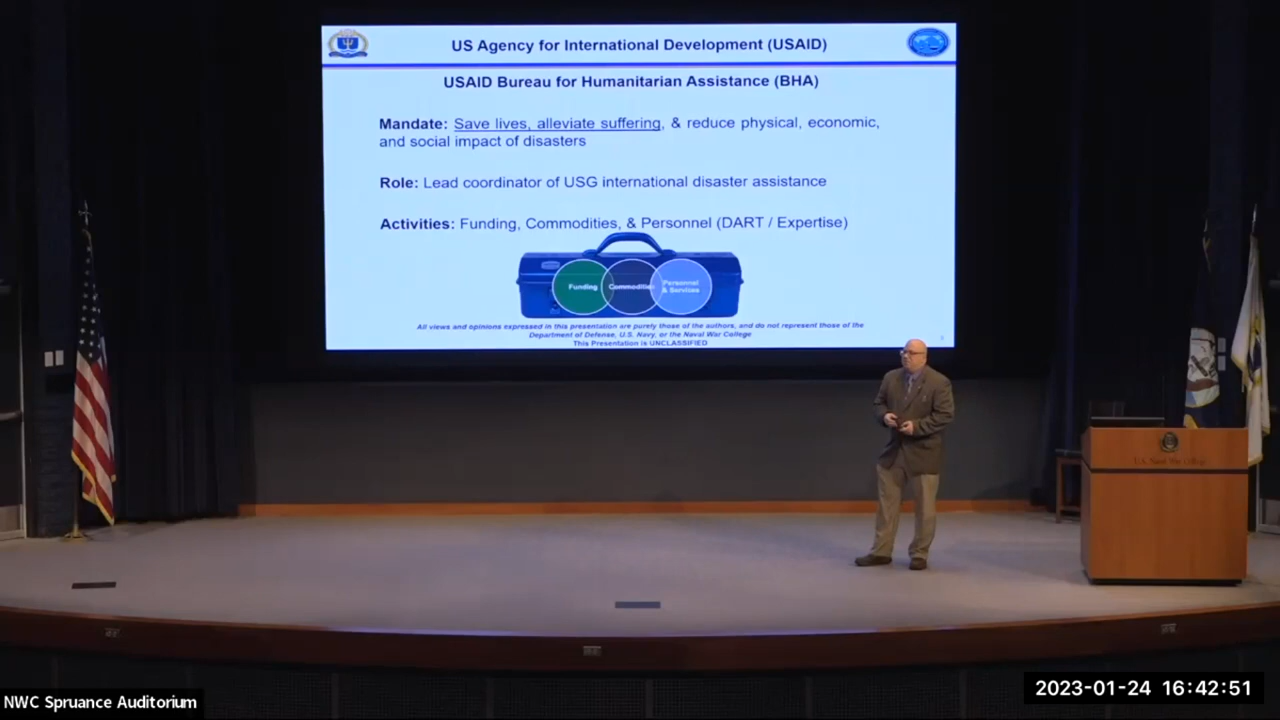 US Agency for International Development (USAID)
USAID Bureau for Humanitarian Assistance (BHA)
Mandate: Save lives, alleviate suffering, & reduce physical, economic,
and social impact of disasters
Role: Lead coordinator of USG international disaster assistance
Activities: Funding, Commodities, & Personnel (DART / Expertise)
Funding
Commodities
Personnel
& Services
All views and opinions expressed in this presentation are purely those of the authors, and do not represent those of the
Department of Defense, U.S. Navy, or the Naval War College
This Presentation is UNCLASSIFIED
U.S. Naval War College
NWC Spruance Auditorium
2023-01-24 16:42:51